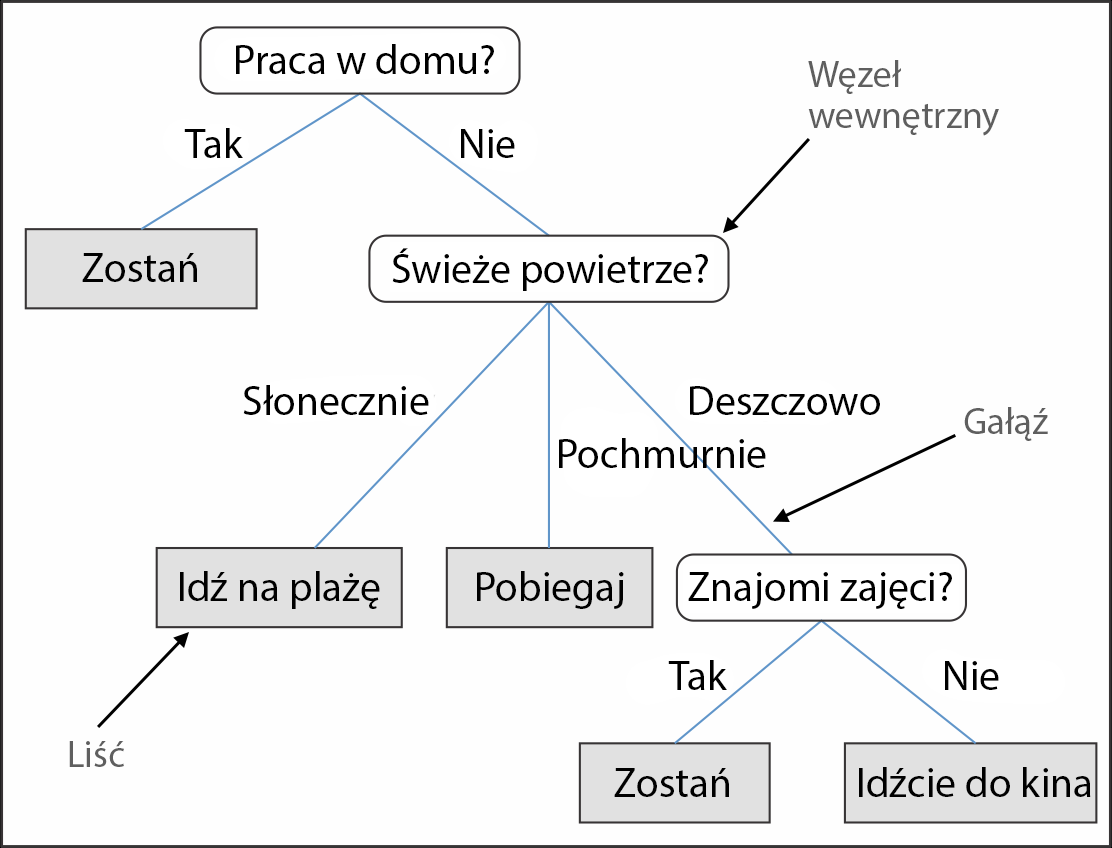 Praca w domu?
Węzeł
wewnętrzny
Tak
Nie
Zostań
Świeże powietrze?
Słonecznie
Deszczowo
Pochmurnie
Gałąź
Idź na plażę
Pobiegaj
Znajomi zajęci?
Tak
Nie
Liść
Zostań
Idźcie do kina